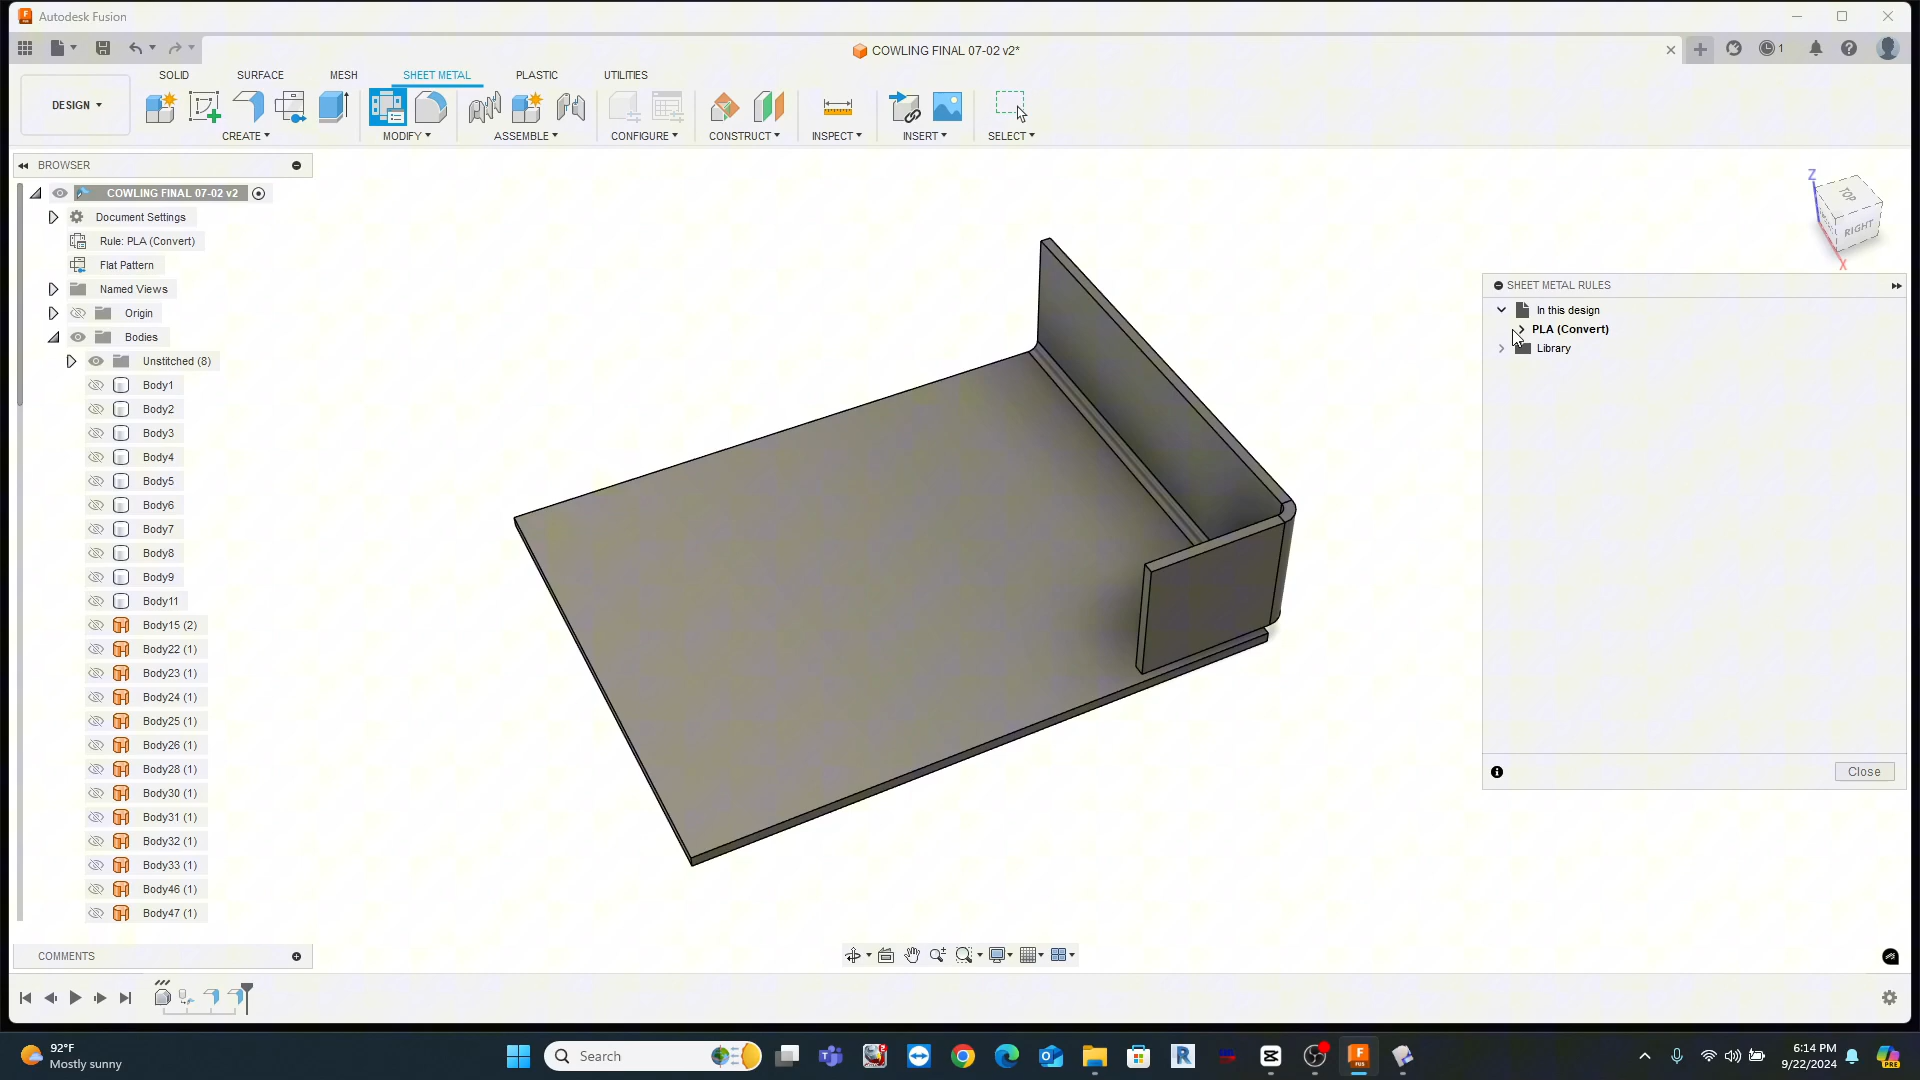 Autodesk Fusion
COWLING FINAL 07-02 v2*
1
SOLID
SURFACE
MESH
SHEET METAL
PLASTIC
UTILITIES
DESIGN
CREATE
MODIFY
ASSEMBLE
CONFIGURE
CONSTRUCT
INSPECT
INSERT
SELECT
BROWSER
COWLING FINAL 07-02 v2
Document Settings
Rule: PLA (Convert)
Flat Pattern
Named Views
Origin
Bodies
Unstitched (8)
Body1
Body2
Body3
Body4
Body5
Body6
Body7
Body8
Body9
Body11
Body15 (2)
Body22 (1)
Body23 (1)
Body24 (1)
Body25 (1)
Body26 (1)
Body28 (1)
Body30 (1)
Body31 (1)
Body32 (1)
Body33 (1)
Body46 (1)
Body47 (1)
Z
TOP
RIGHT
X
SHEET METAL RULES
In this design
PLA (Convert)
Library
Close
COMMENTS
92°F
Mostly sunny
Search
6:14 PM
9/22/2024